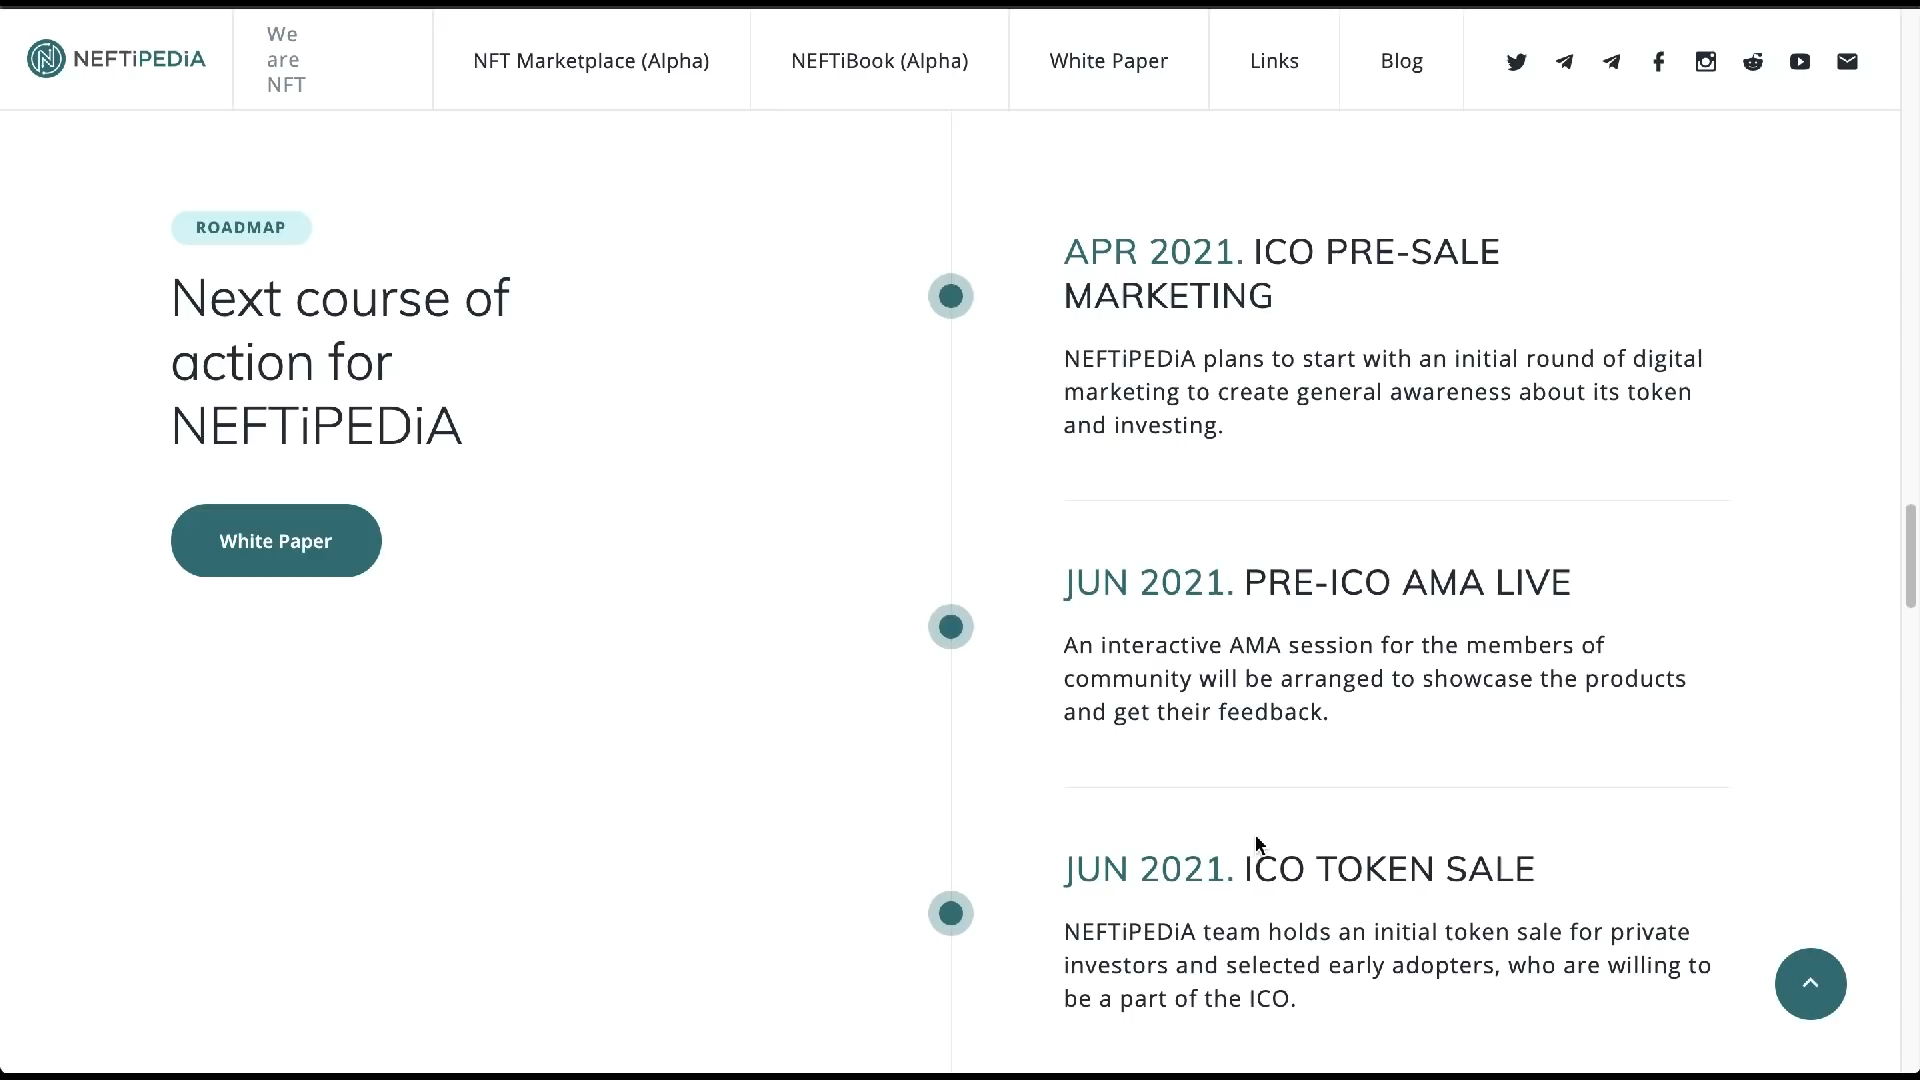 NEFTiPEDiA
We
are
NFT
NFT Marketplace (Alpha)
NEFTiBook (Alpha)
White Paper
Links
Blog
ROADMAP
Next course of
action for
NEFTiPEDiA
White Paper
APR 2021. ICO PRE-SALE
MARKETING
NEFTiPEDiA plans to start with an initial round of digital
marketing to create general awareness about its token
and investing.
JUN 2021. PRE-ICO AMA LIVE
An interactive AMA session for the members of
community will be arranged to showcase the products
and get their feedback.
JUN 2021. ICO TOKEN SALE
NEFTiPEDiA team holds an initial token sale for private
investors and selected early adopters, who are willing to
be a part of the ICO.